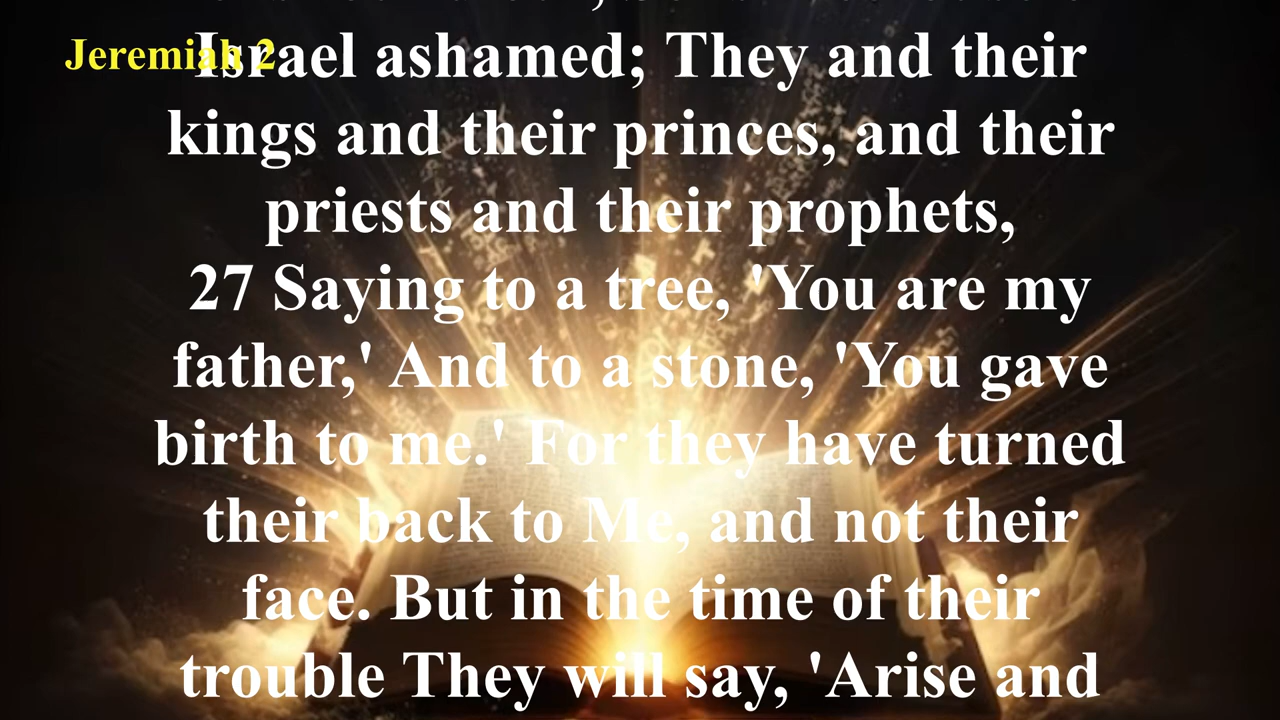 Jeremiah 2
Israel ashamed; They and their
kings and their princes, and their
priests and their prophets,
27 Saying to a tree, 'You are my
father,' And to a stone, 'You gave
birth to me.' For they have turned
their back to Me, and not their
face. But in the time of their
trouble They will say, 'Arise and